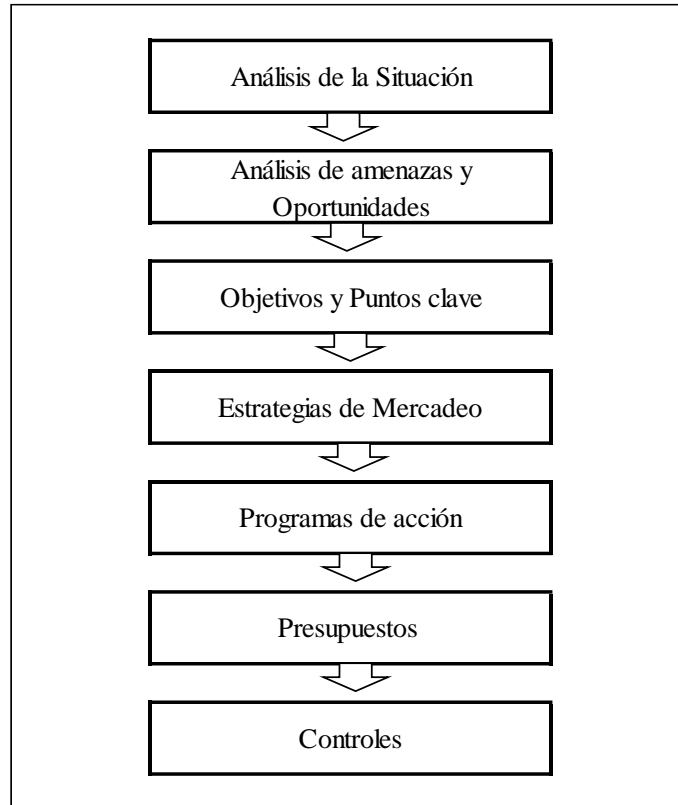 Análisis de la Situación
Análisis de amenazas y
Oportunidades
Objetivos y Puntos clave
Estrategias de Mercadeo
Programas de acción
Presupuestos
Controles